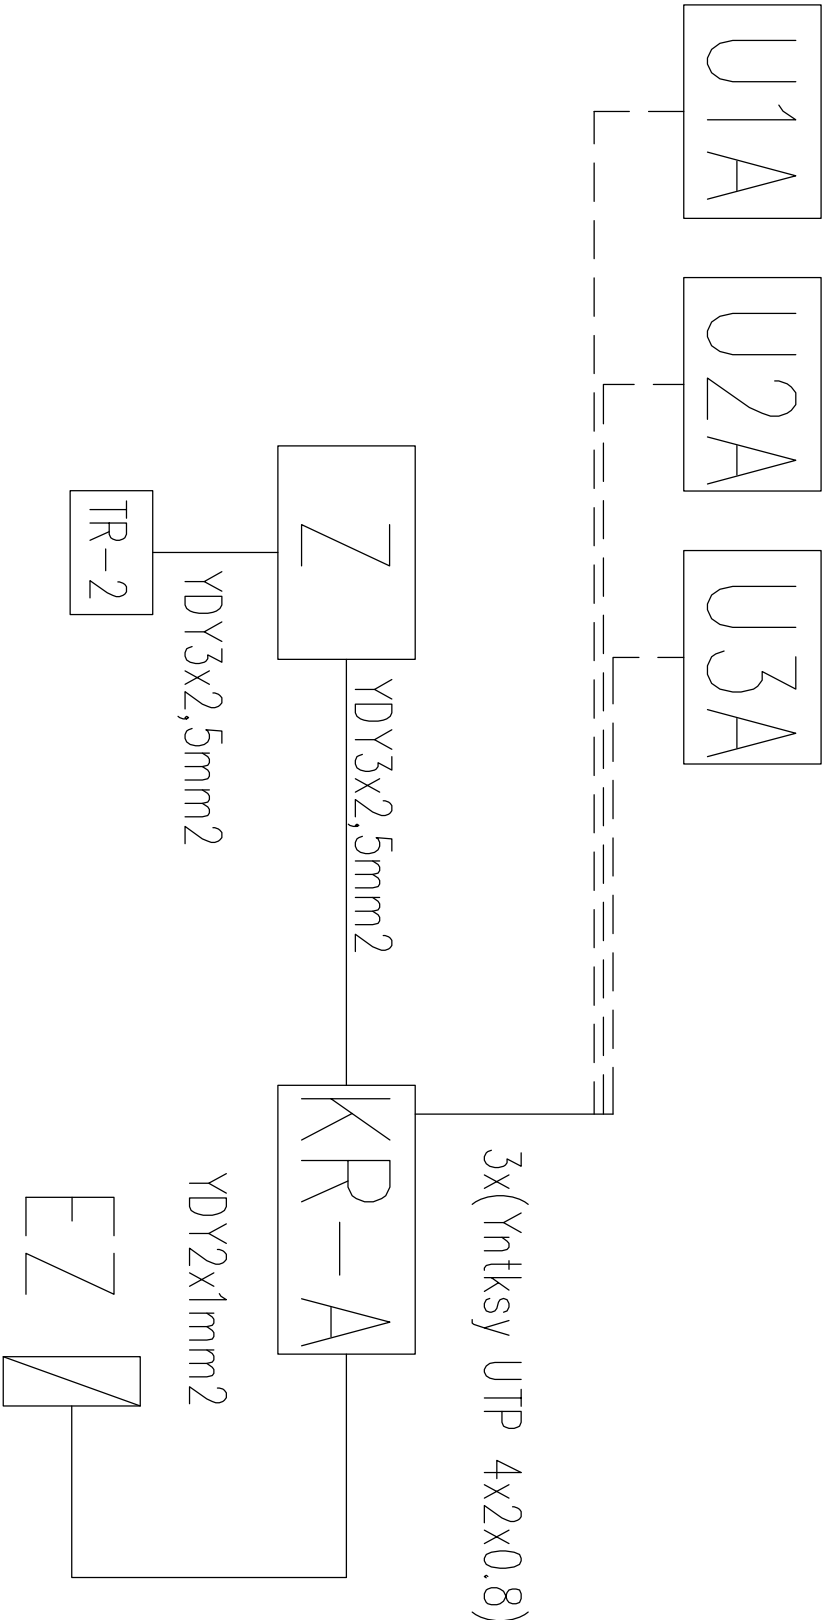 U1A
U2A
U3A
3x(Yntksy UTP 4x2x0.8)
Z
YDY3x2,5mm2
KR-A
TR-2
YDY3x2,5mm2
YDY2x1mm2
EZ